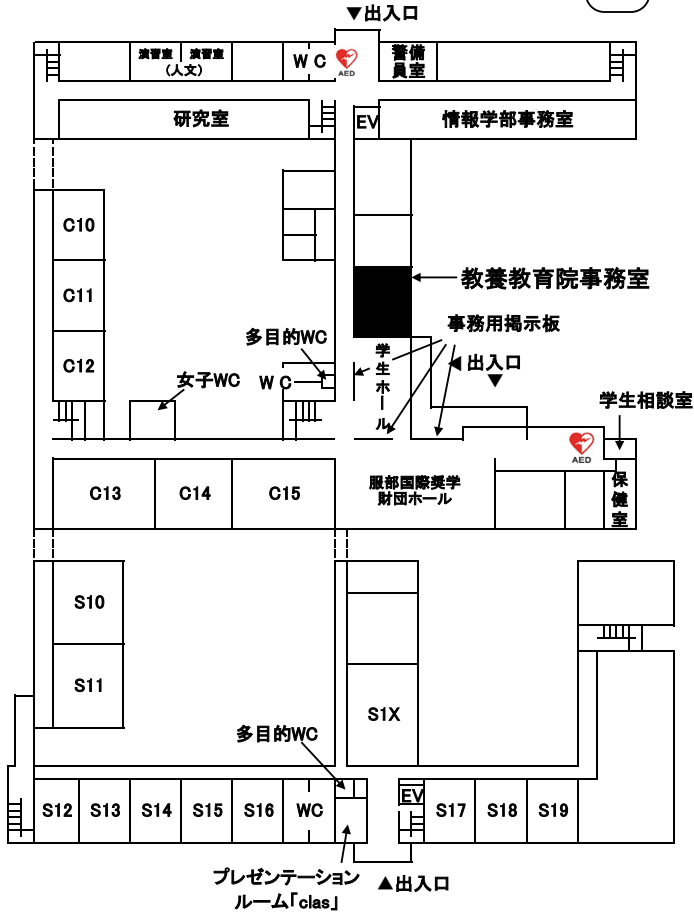 ▼出入口
演習室 演習室
(人文)
WC
AED
警備
員室
研究室
EV
情報学部事務室
C10
C11
C12
教養教育院事務室
事務用掲示板
多目的WC
学生ホール
◀出入口
▼
女子WC
WC
学生相談室
AED
C13
C14
C15
服部国際奨学
財団ホール
保健室
S10
S11
S1X
多目的WC
S12
S13
S14
S15
S16
WC
EV
S17
S18
S19
プレゼンテーション
ルーム「clas」
▲出入口